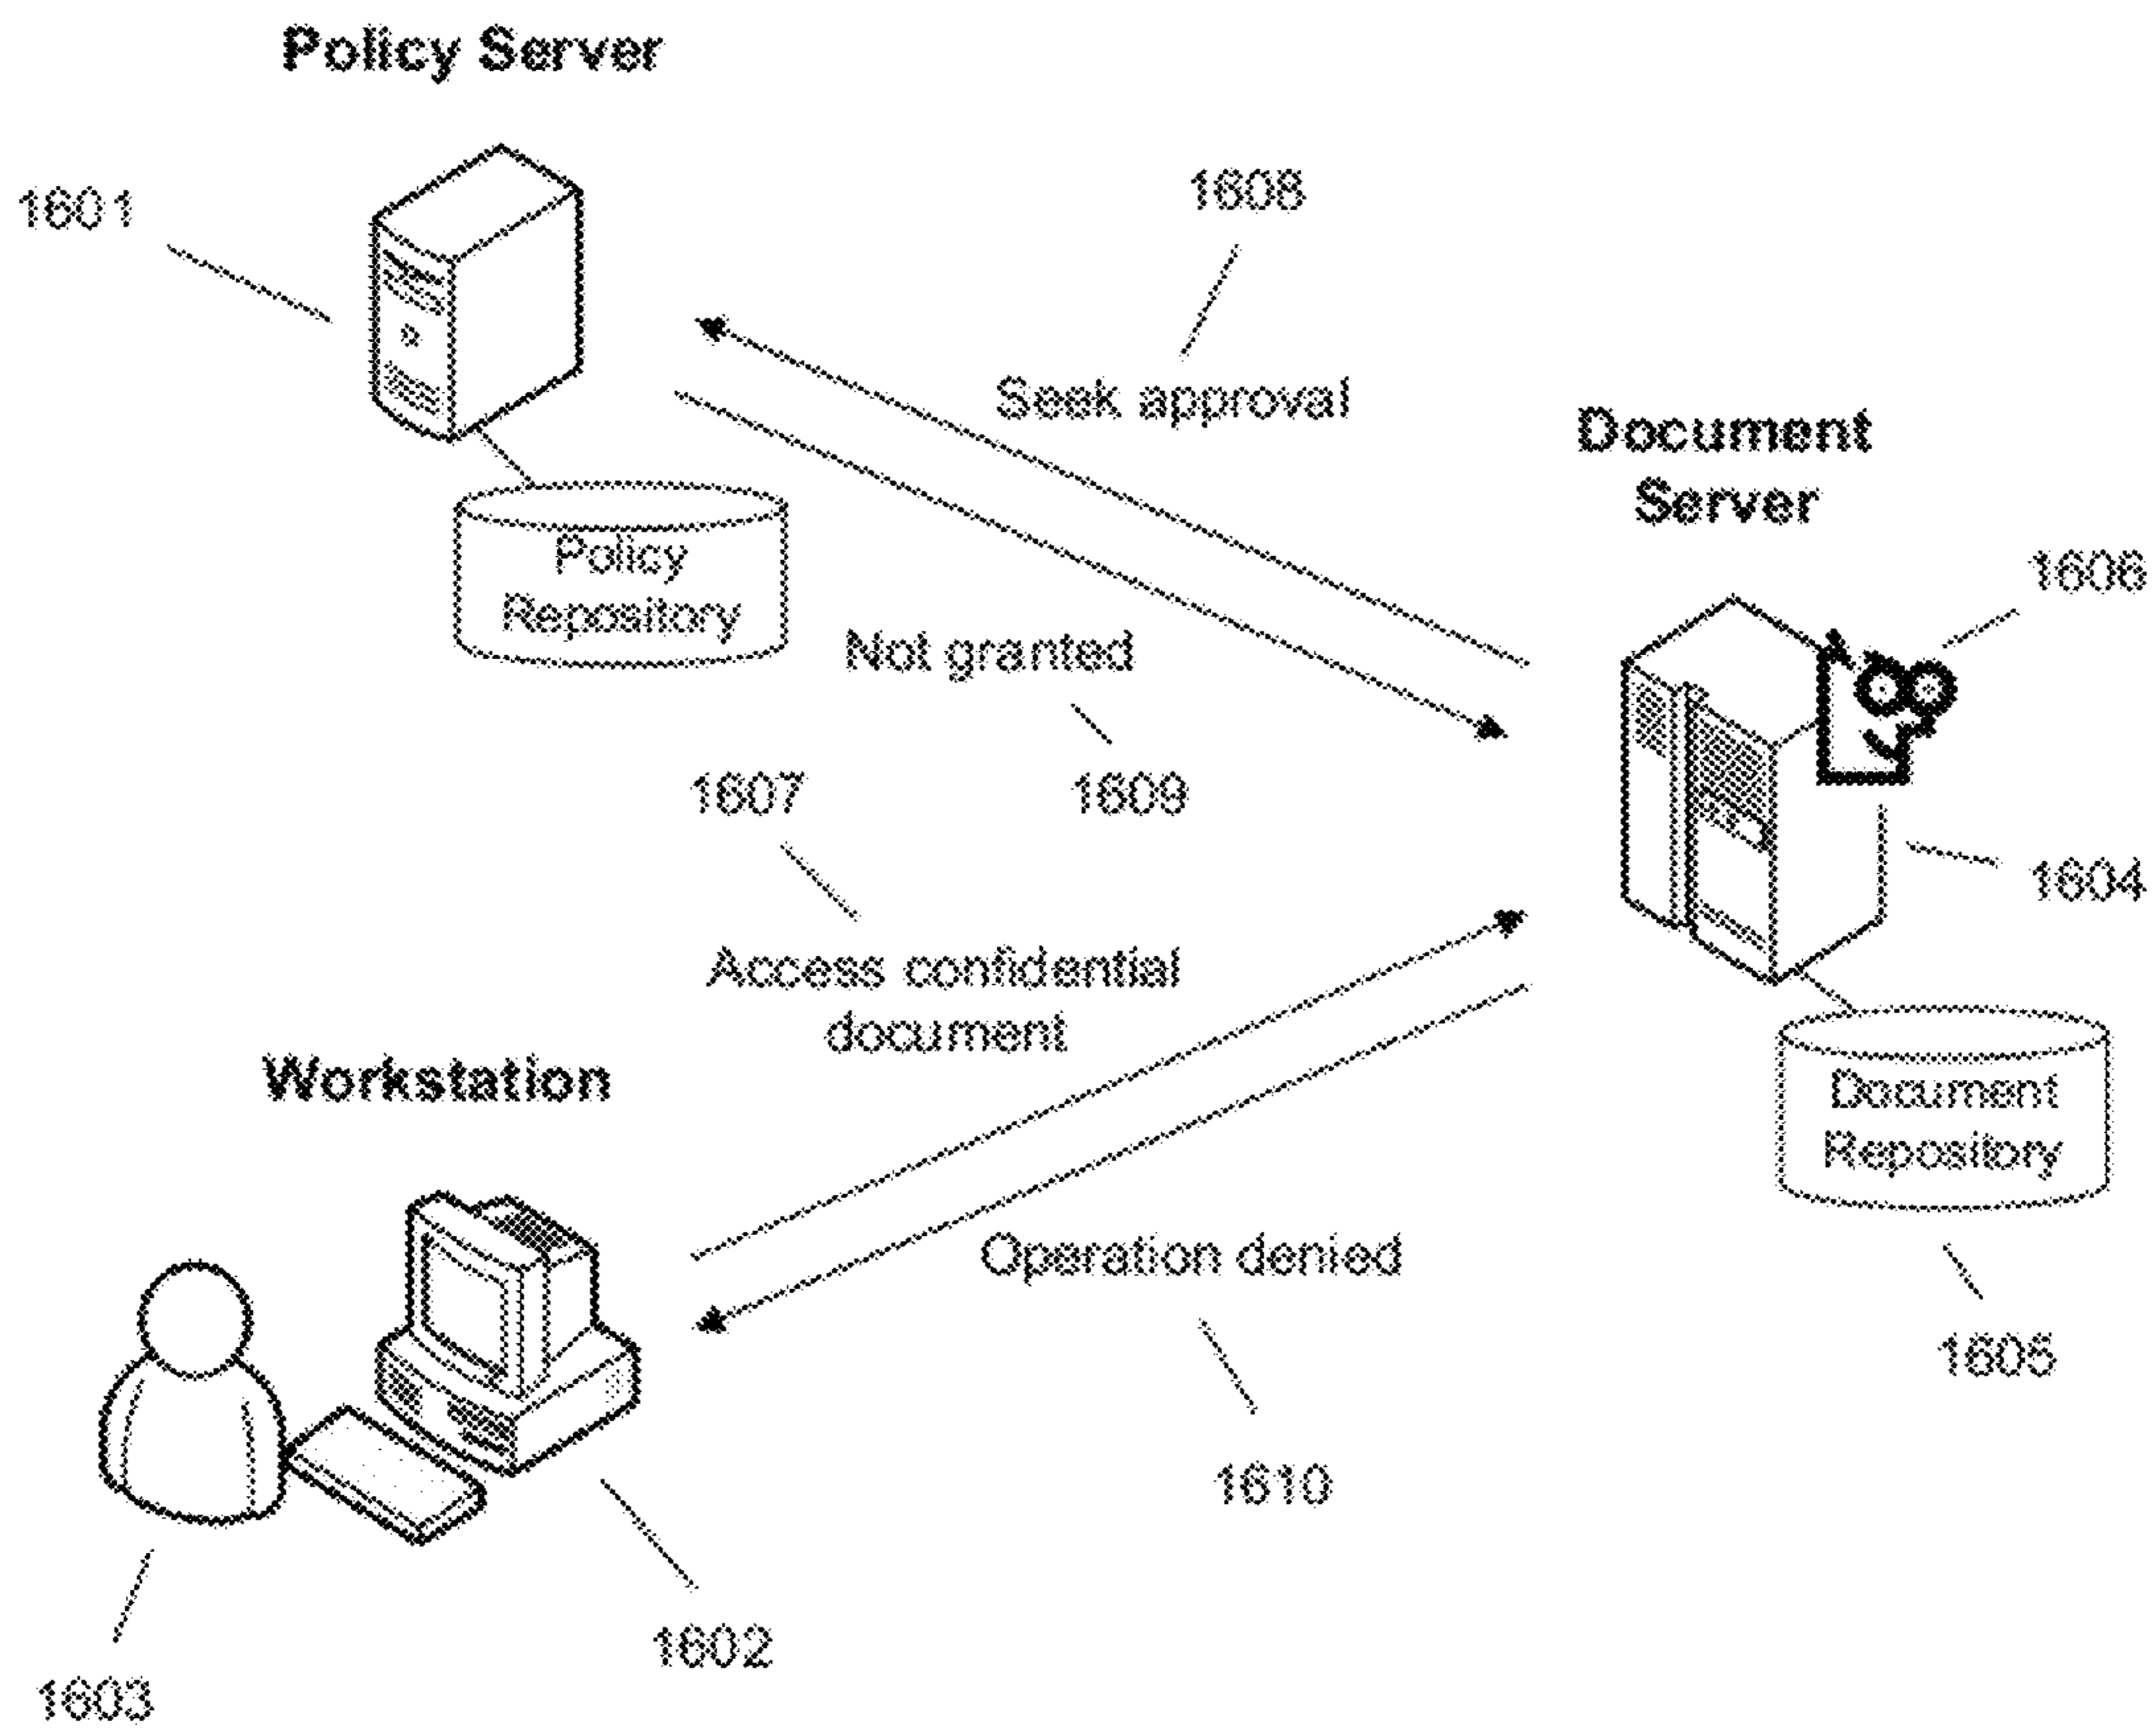 Policy Server
1601
1608
Seek approval
Document
Server
Policy
Repository
1606
Not granted
1607
1609
1604
Access confidential
document
Workstation
Document
Repository
Operation denied
1605
1610
1602
1603